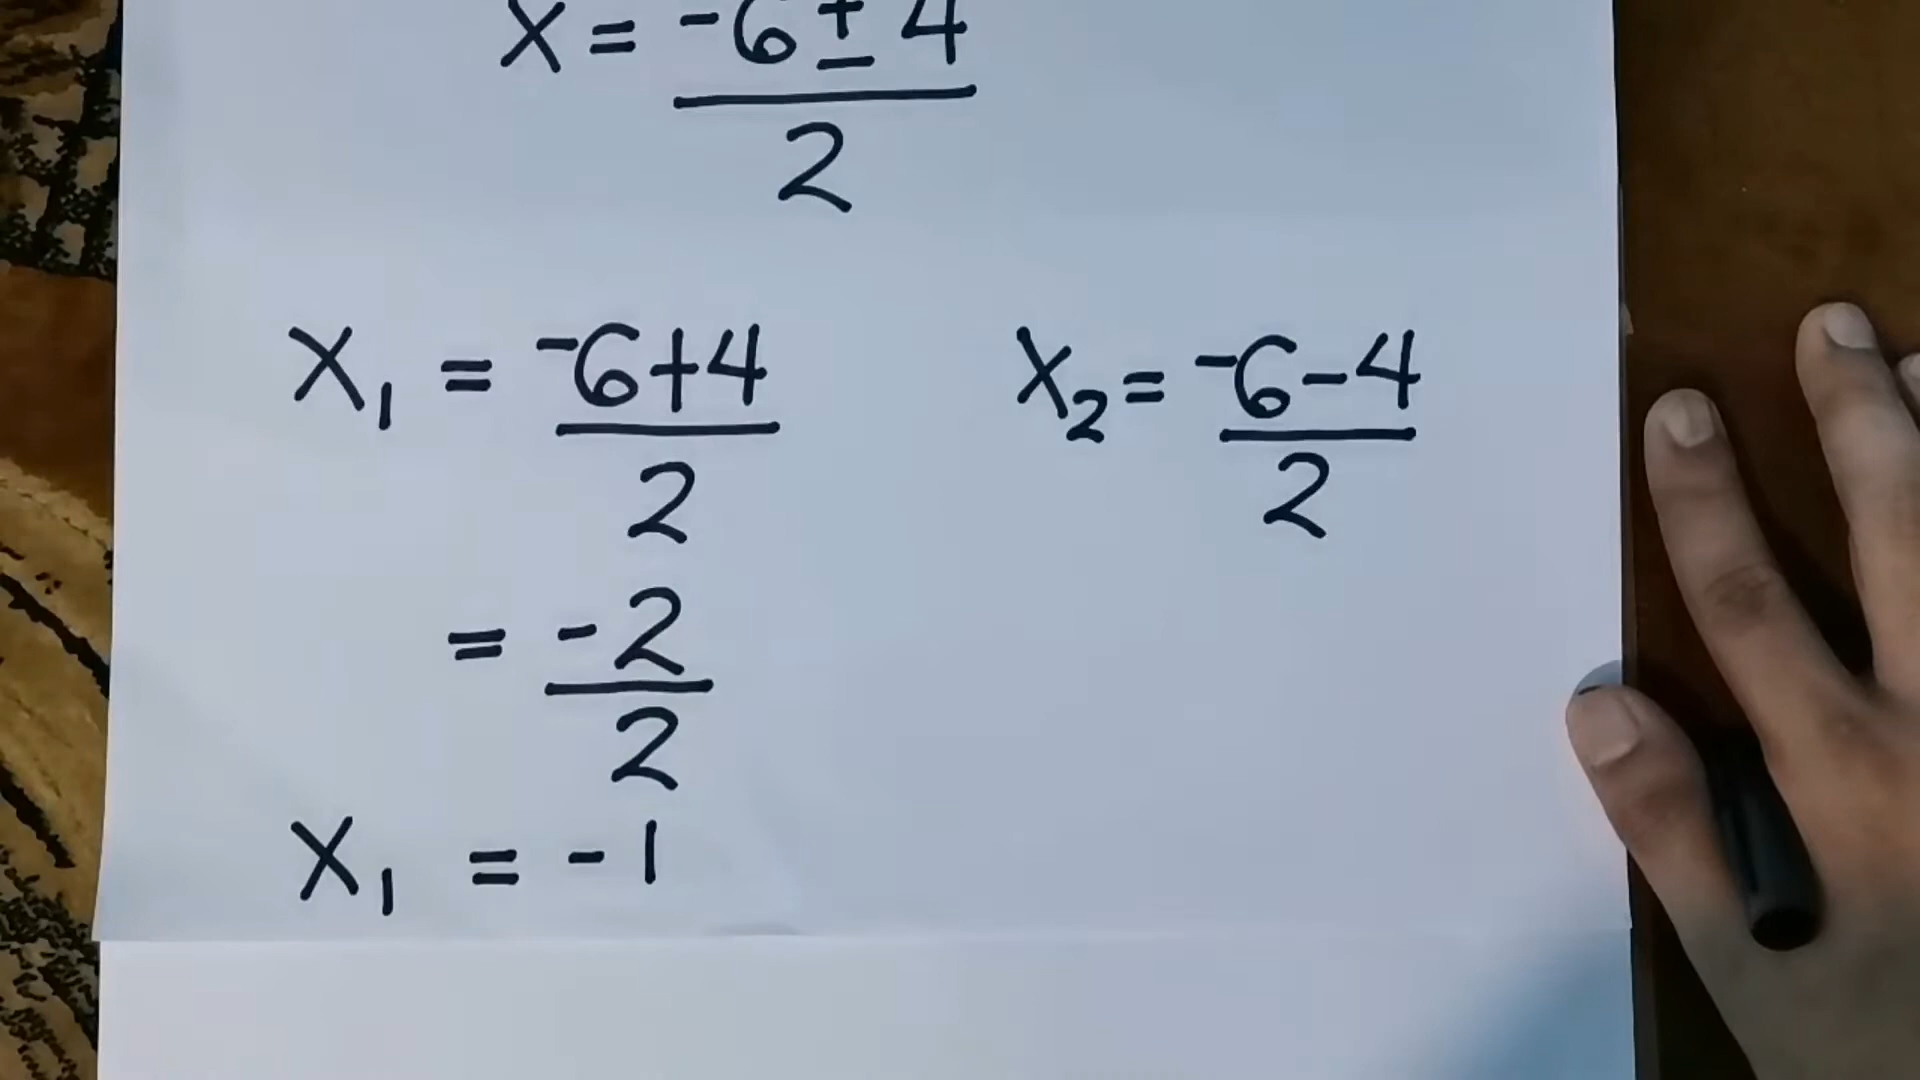 x = -6 ± 4
2
x₁ = -6+4
2
= -2
2
x₁ = -1
x₂ = -6-4
2